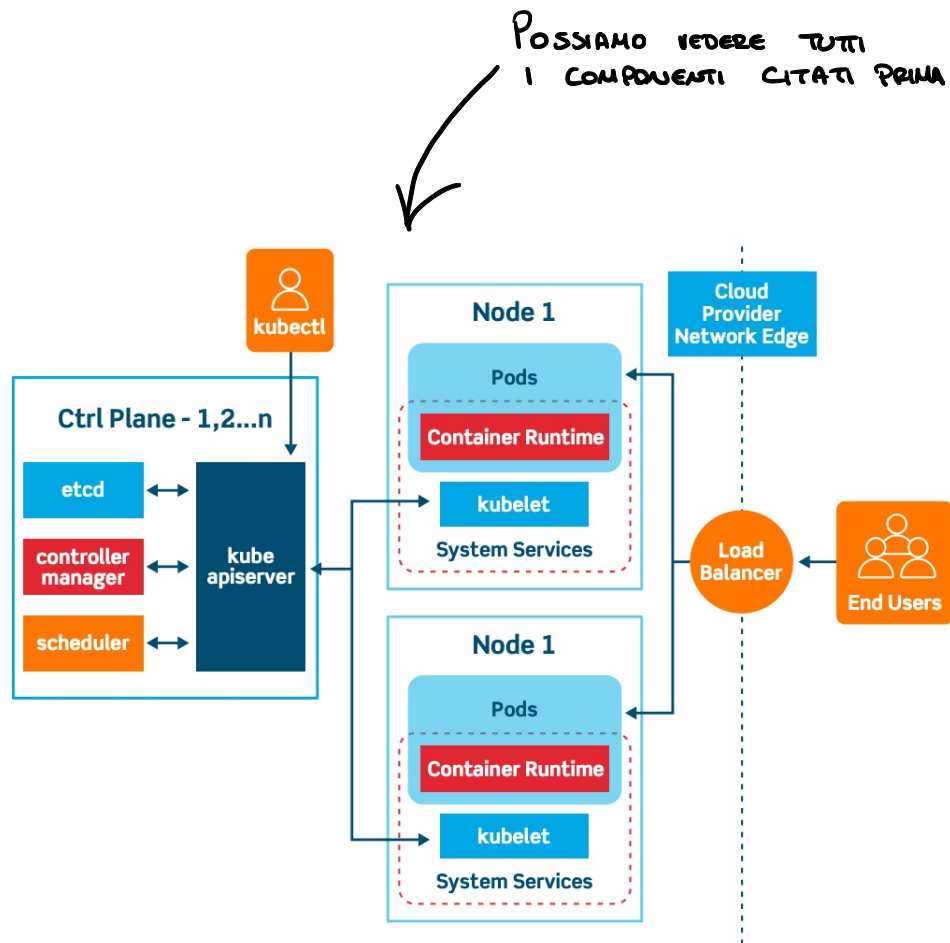 POSSIAMO VEDERE TUTTI
I COMPONENTI CITATI PRIMA
kubectl
Ctrl Plane - 1,2...n
etcd
controller
manager
scheduler
kube
apiserver
Node 1
Pods
Container Runtime
kubelet
System Services
Node 1
Pods
Container Runtime
kubelet
System Services
Cloud
Provider
Network Edge
Load
Balancer
End Users